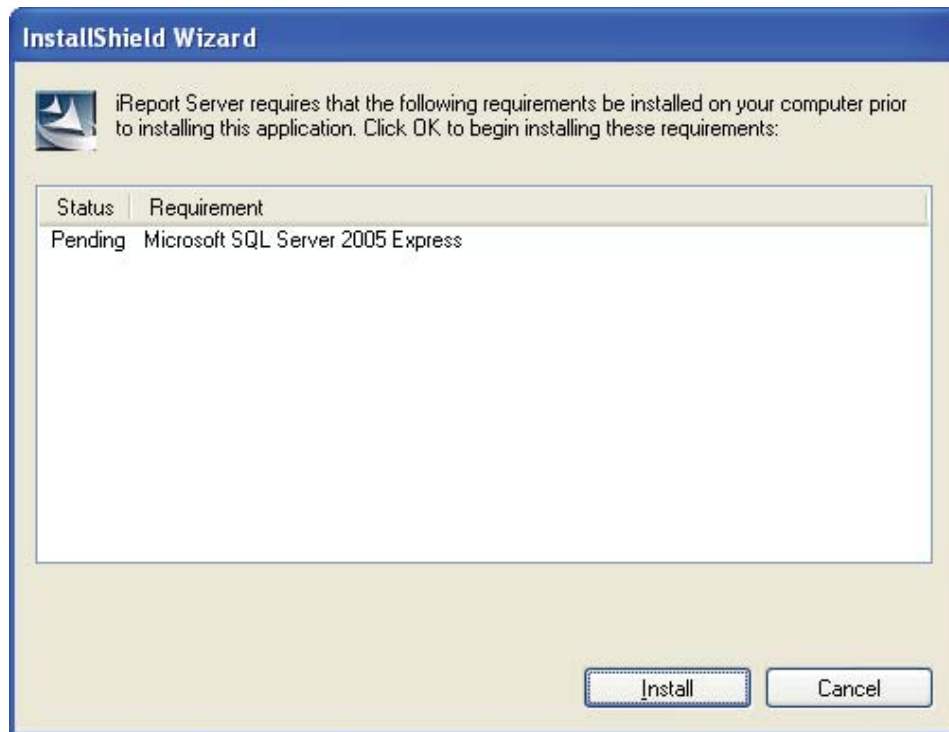 InstallShield Wizard
iReport Server requires that the following requirements be installed on your computer prior
to installing this application. Click OK to begin installing these requirements:
Status Requirement
Pending Microsoft SQL Server 2005 Express
Install Cancel